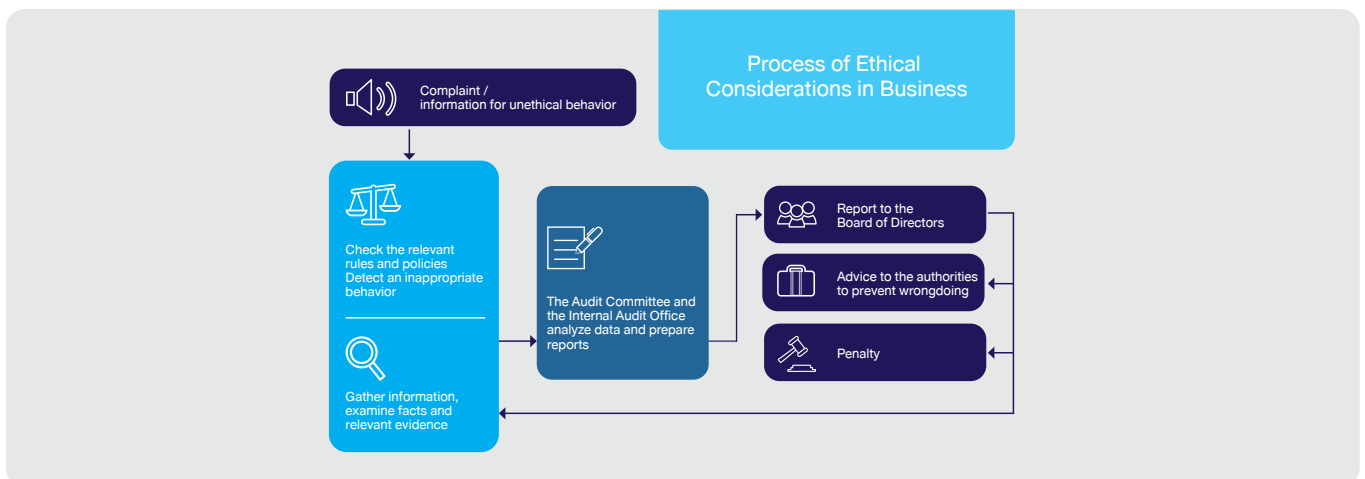 Process of Ethical
Considerations in Business
Complaint /
information for unethical behavior
Check the relevant
rules and policies
Detect an inappropriate
behavior
Gather information,
examine facts and
relevant evidence
The Audit Committee and
the Internal Audit Office
analyze data and prepare
reports
Report to the
Board of Directors
Advice to the authorities
to prevent wrongdoing
Penalty